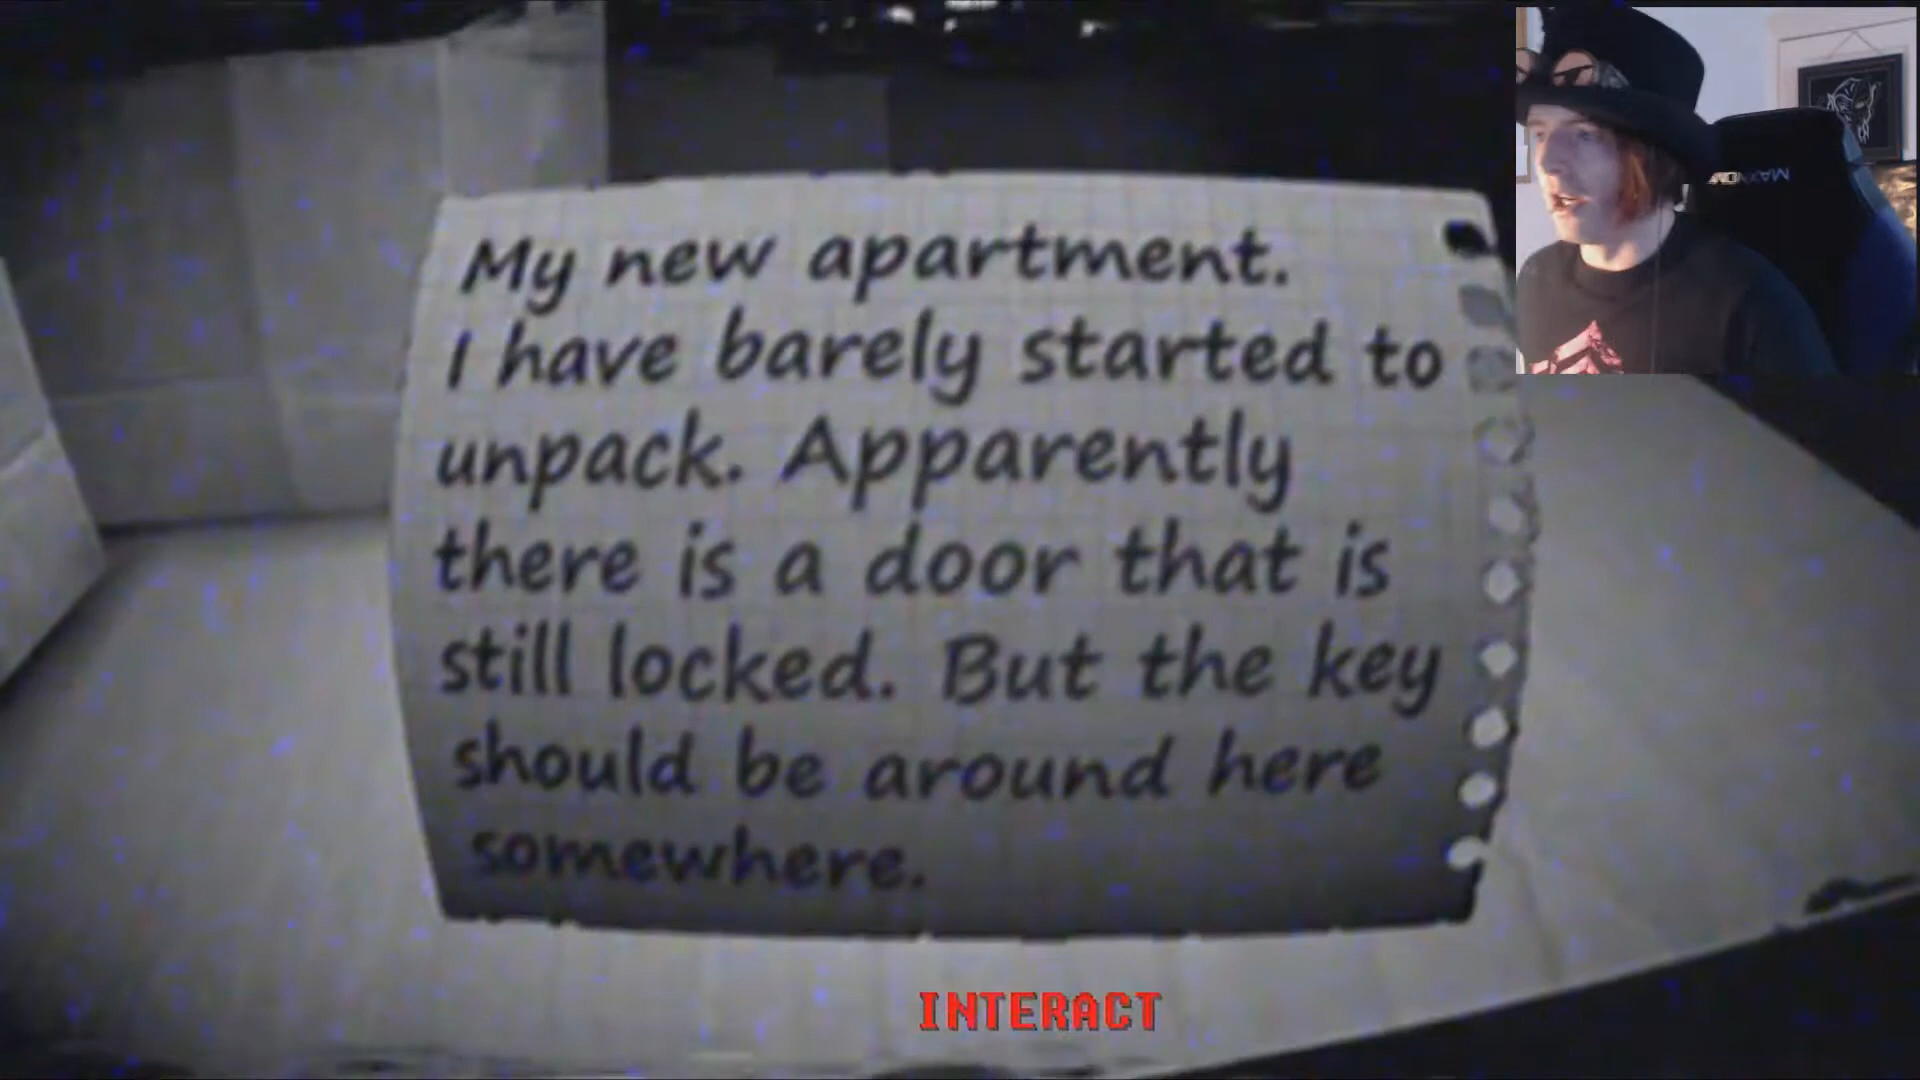 My new apartment.
I have barely started to
unpack. Apparently
there is a door that is
still locked. But the key
should be around here
somewhere.
INTERACT